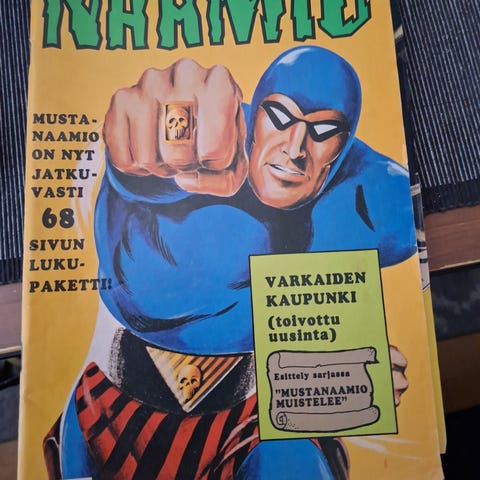 NAAMIO
MUSTA-
NAAMIO
ON NYT
JATKU-
VASTI
68
SIVUN
LUKU-
PAKETTI!
VARKAIDEN
KAUPUNKI
(toivottu
uusinta)
Esittely sarjassa
"MUSTANAAMIO
MUISTELEE"